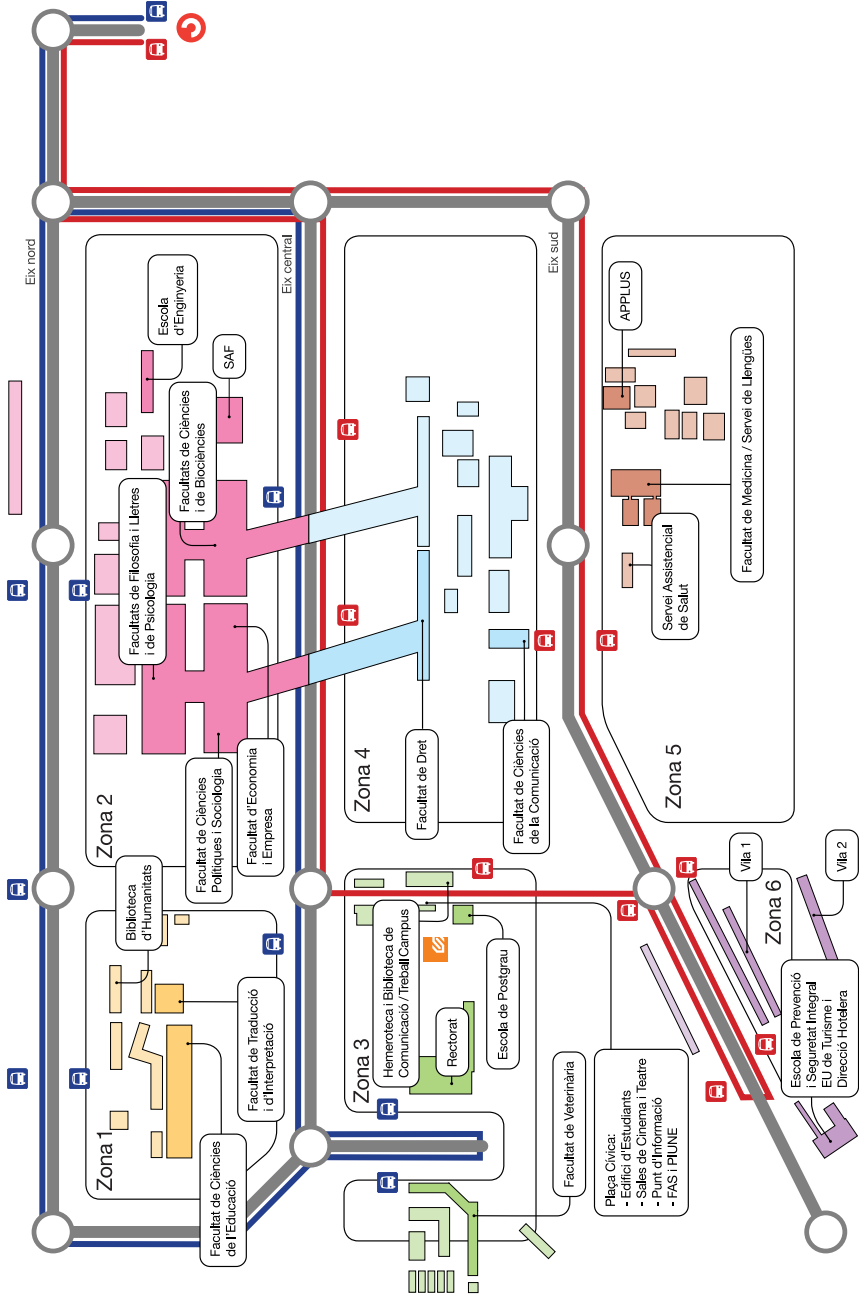 Eix nord
Eix central
Eix sud
Zona 1
Biblioteca
d'Humanitats
Facultat de Traducció
i d'Interpretació
Facultat de Ciències
de l'Educació
Zona 2
Facultats de Filosofia i Lletres
i de Psicologia
Facultats de Ciències
i de Biociències
Escola
d'Enginyeria
SAF
Facultat de Ciències
Polítiques i Sociologia
Facultat d'Economia
i Empresa
Zona 3
Hemeroteca i Biblioteca de
Comunicació / Treball Campus
Rectorat
Escola de Postgrau
Facultat de Veterinària
Plaça Cívica:
- Edifici d'Estudiants
- Sales de Cinema i Teatre
- Punt d'Informació
- FAS i PIUNE
Zona 4
Facultat de Dret
Facultat de Ciències
de la Comunicació
Zona 5
APPLUS
Servei Assistencial
de Salut
Facultat de Medicina / Servei de Llengües
Zona 6
Vila 1
Vila 2
Escola de Prevenció
i Seguretat Integral
EU de Turisme i
Direcció Hotelera